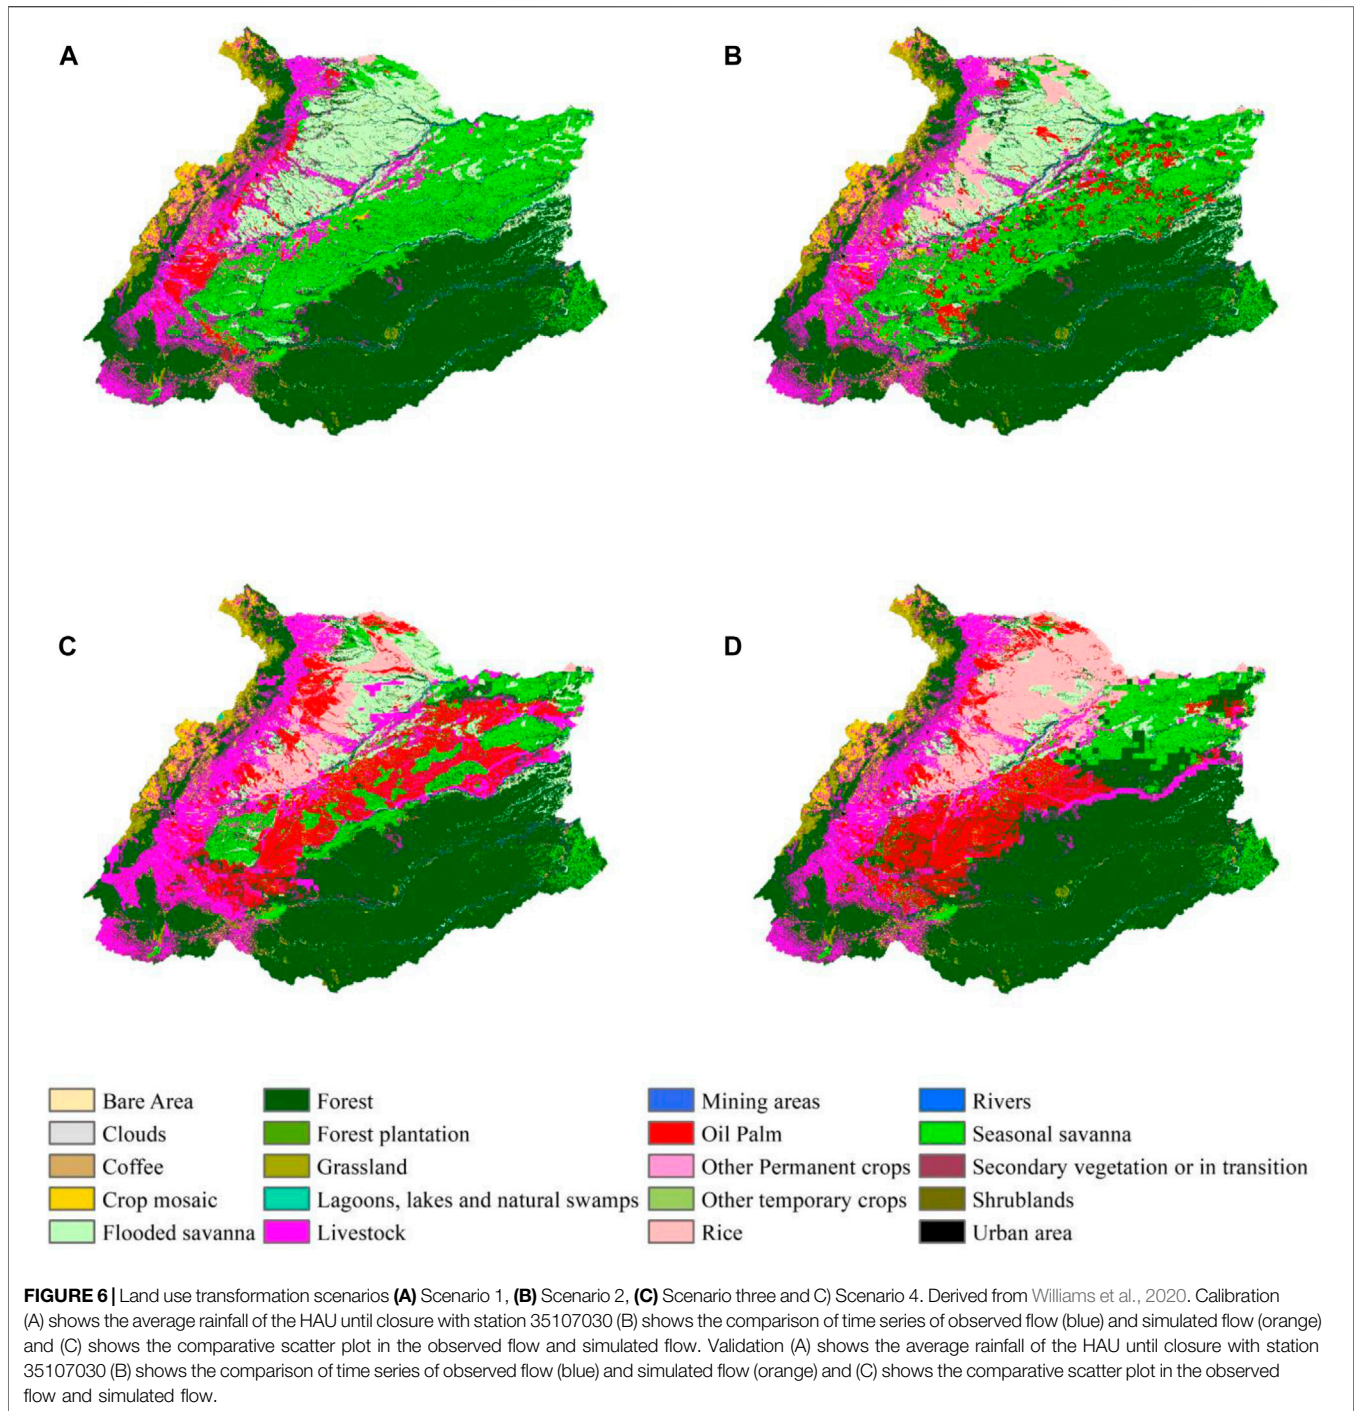 A
B
C
D
Bare Area
Clouds
Coffee
Crop mosaic
Flooded savanna
Forest
Forest plantation
Grassland
Lagoons, lakes and natural swamps
Livestock
Mining areas
Oil Palm
Other Permanent crops
Other temporary crops
Rice
Rivers
Seasonal savanna
Secondary vegetation or in transition
Shrublands
Urban area
FIGURE 6 | Land use transformation scenarios (A) Scenario 1, (B) Scenario 2, (C) Scenario three and C) Scenario 4. Derived from Williams et al., 2020. Calibration
(A) shows the average rainfall of the HAU until closure with station 35107030 (B) shows the comparison of time series of observed flow (blue) and simulated flow (orange)
and (C) shows the comparative scatter plot in the observed flow and simulated flow. Validation (A) shows the average rainfall of the HAU until closure with station
35107030 (B) shows the comparison of time series of observed flow (blue) and simulated flow (orange) and (C) shows the comparative scatter plot in the observed
flow and simulated flow.